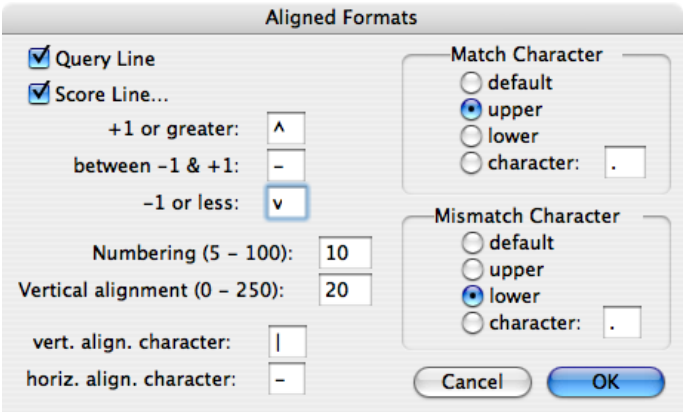 Aligned Formats
Query Line
Score Line...
+1 or greater: ^
between -1 & +1: -
-1 or less: v
Numbering (5 - 100): 10
Vertical alignment (0 - 250): 20
vert. align. character: |
horiz. align. character: -
Match Character
default
upper
lower
character: .
Mismatch Character
default
upper
lower
character: .
Cancel
OK